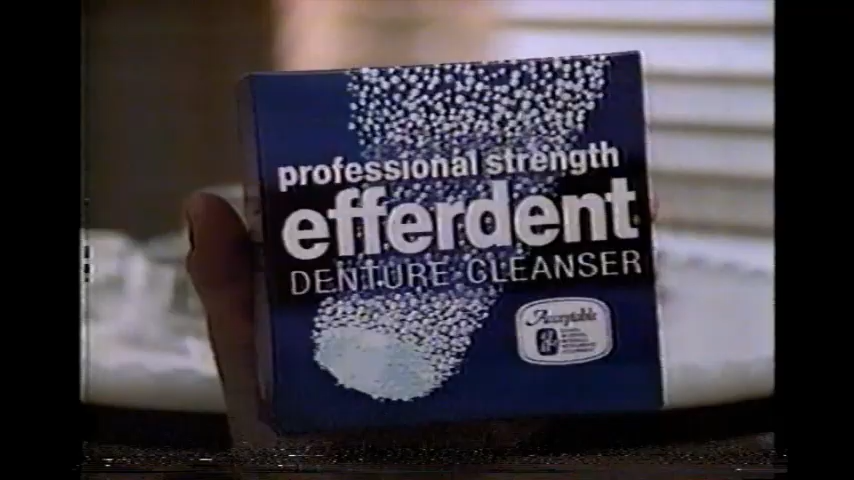 professional strength
efferdent
DENTURE CLEANSER
Acceptable